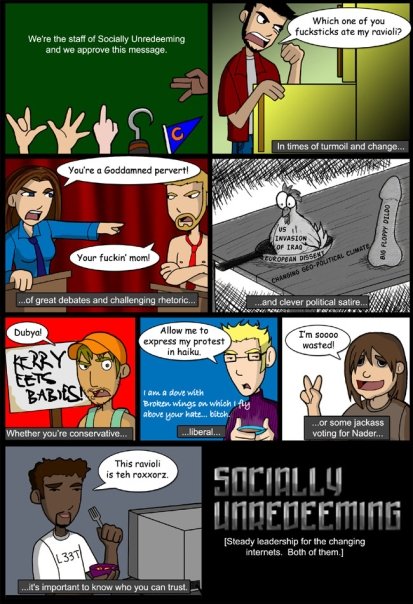 We're the staff of Socially Unredeeming
and we approve this message.
C
Which one of you
fucksticks ate my ravioli?
In times of turmoil and change...
You're a Goddamned pervert!
Your fuckin' mom!
...of great debates and challenging rhetoric...
US
INVASION
OF IRAQ
EUROPEAN DISSENT
CHANGING GEO-POLITICAL CLIMATE
BIG FLOPPY DILDO
...and clever political satire...
Dubya!
KERRY
EETS
BABIES!
Whether you're conservative...
Allow me to
express my protest
in haiku.
I am a dove with
Broken wings on which I fly
above your hate... bitch.
...liberal...
I'm soooo
wasted!
...or some jackass
voting for Nader...
This ravioli
is teh roxxorz.
L33T
...it's important to know who you can trust.
SOCIALLY
UNREDEEMING
[Steady leadership for the changing
internets. Both of them.]